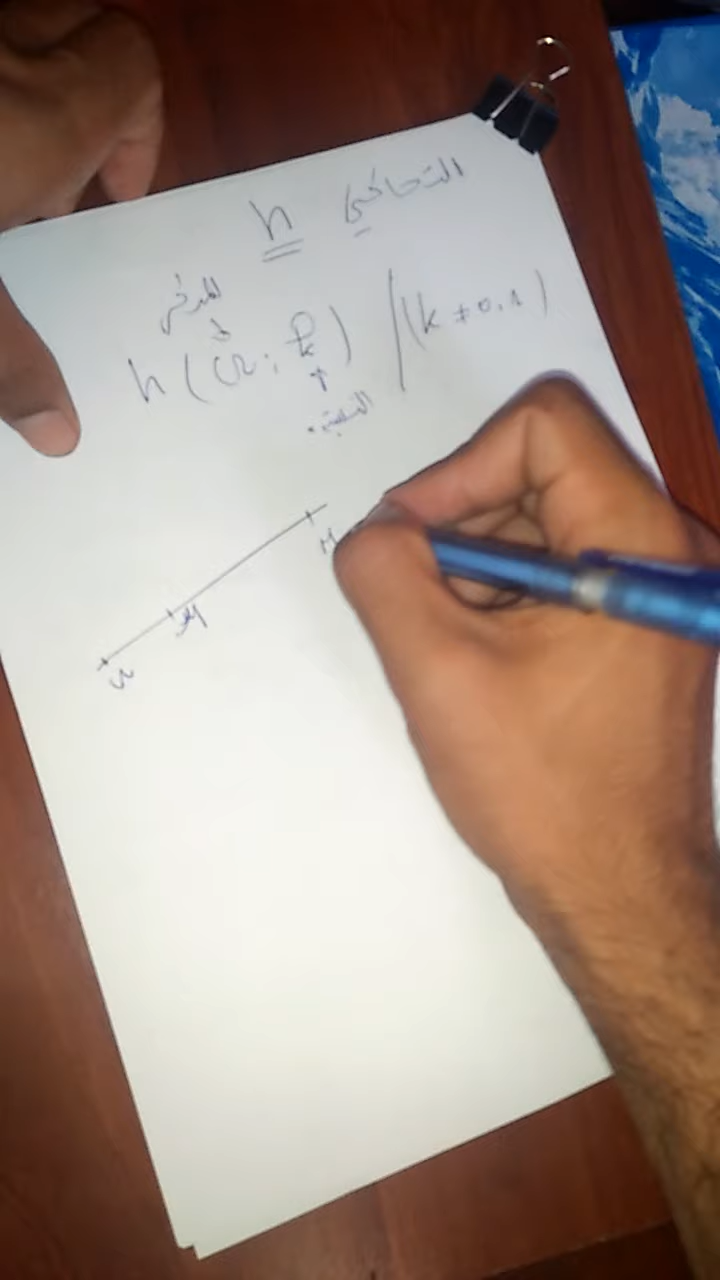 التحاكي h
المركز
h (Ω ; k) / (k ≠ 0,1)
النسبة
M
M
Ω